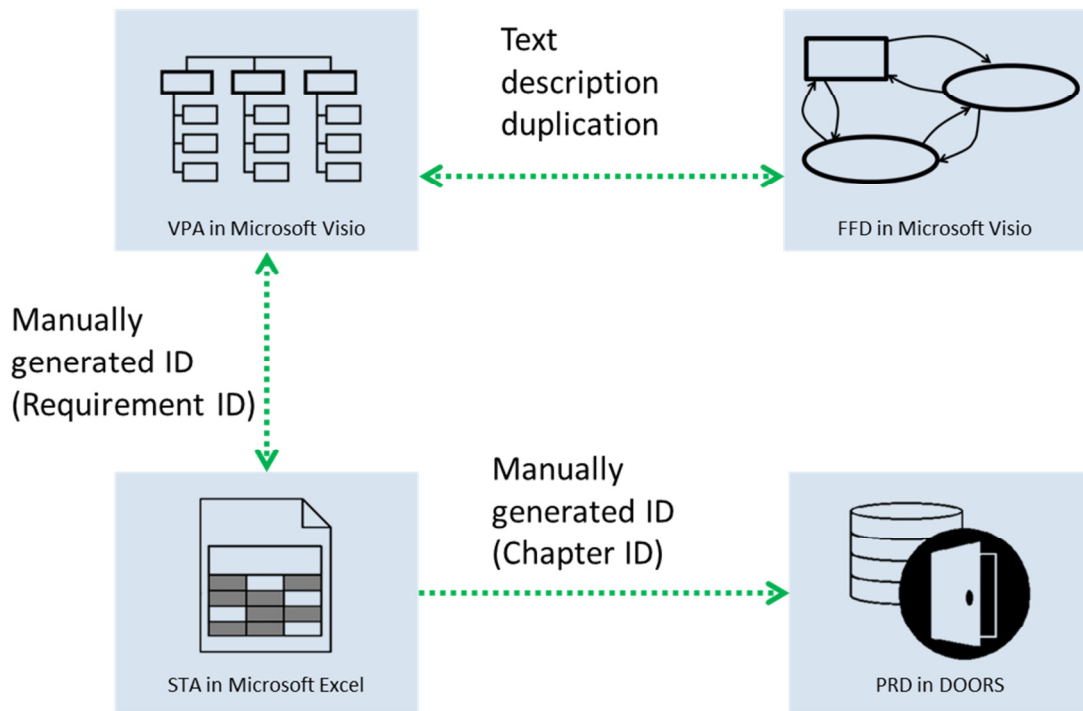 Text
description
duplication
VPA in Microsoft Visio
FFD in Microsoft Visio
Manually
generated ID
(Requirement ID)
Manually
generated ID
(Chapter ID)
STA in Microsoft Excel
PRD in DOORS